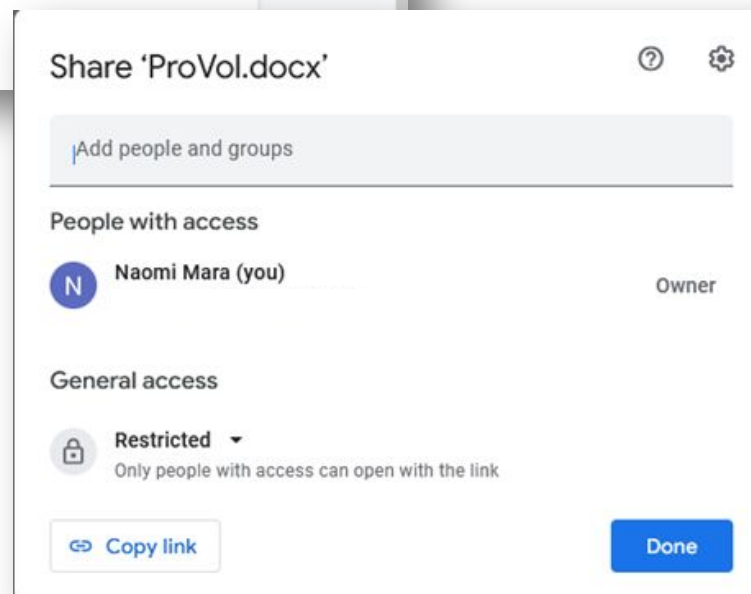 Share ‘ProVol.docx’
Add people and groups
People with access
N
Naomi Mara (you)
Owner
General access
Restricted
Only people with access can open with the link
Copy link
Done